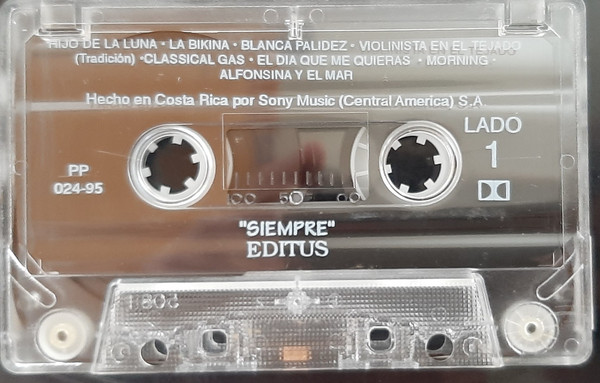 HIJO DE LA LUNA • LA BIKINA • BLANCA PALIDEZ • VIOLINISTA EN EL TEJADO
(Tradición) •CLASSICAL GAS • EL DIA QUE ME QUIERAS • MORNING •
ALFONSINA Y EL MAR
Hecho en Costa Rica por Sony Music (Central America) S.A.
LADO
1
PP
024-95
50
"SIEMPRE"
EDITUS